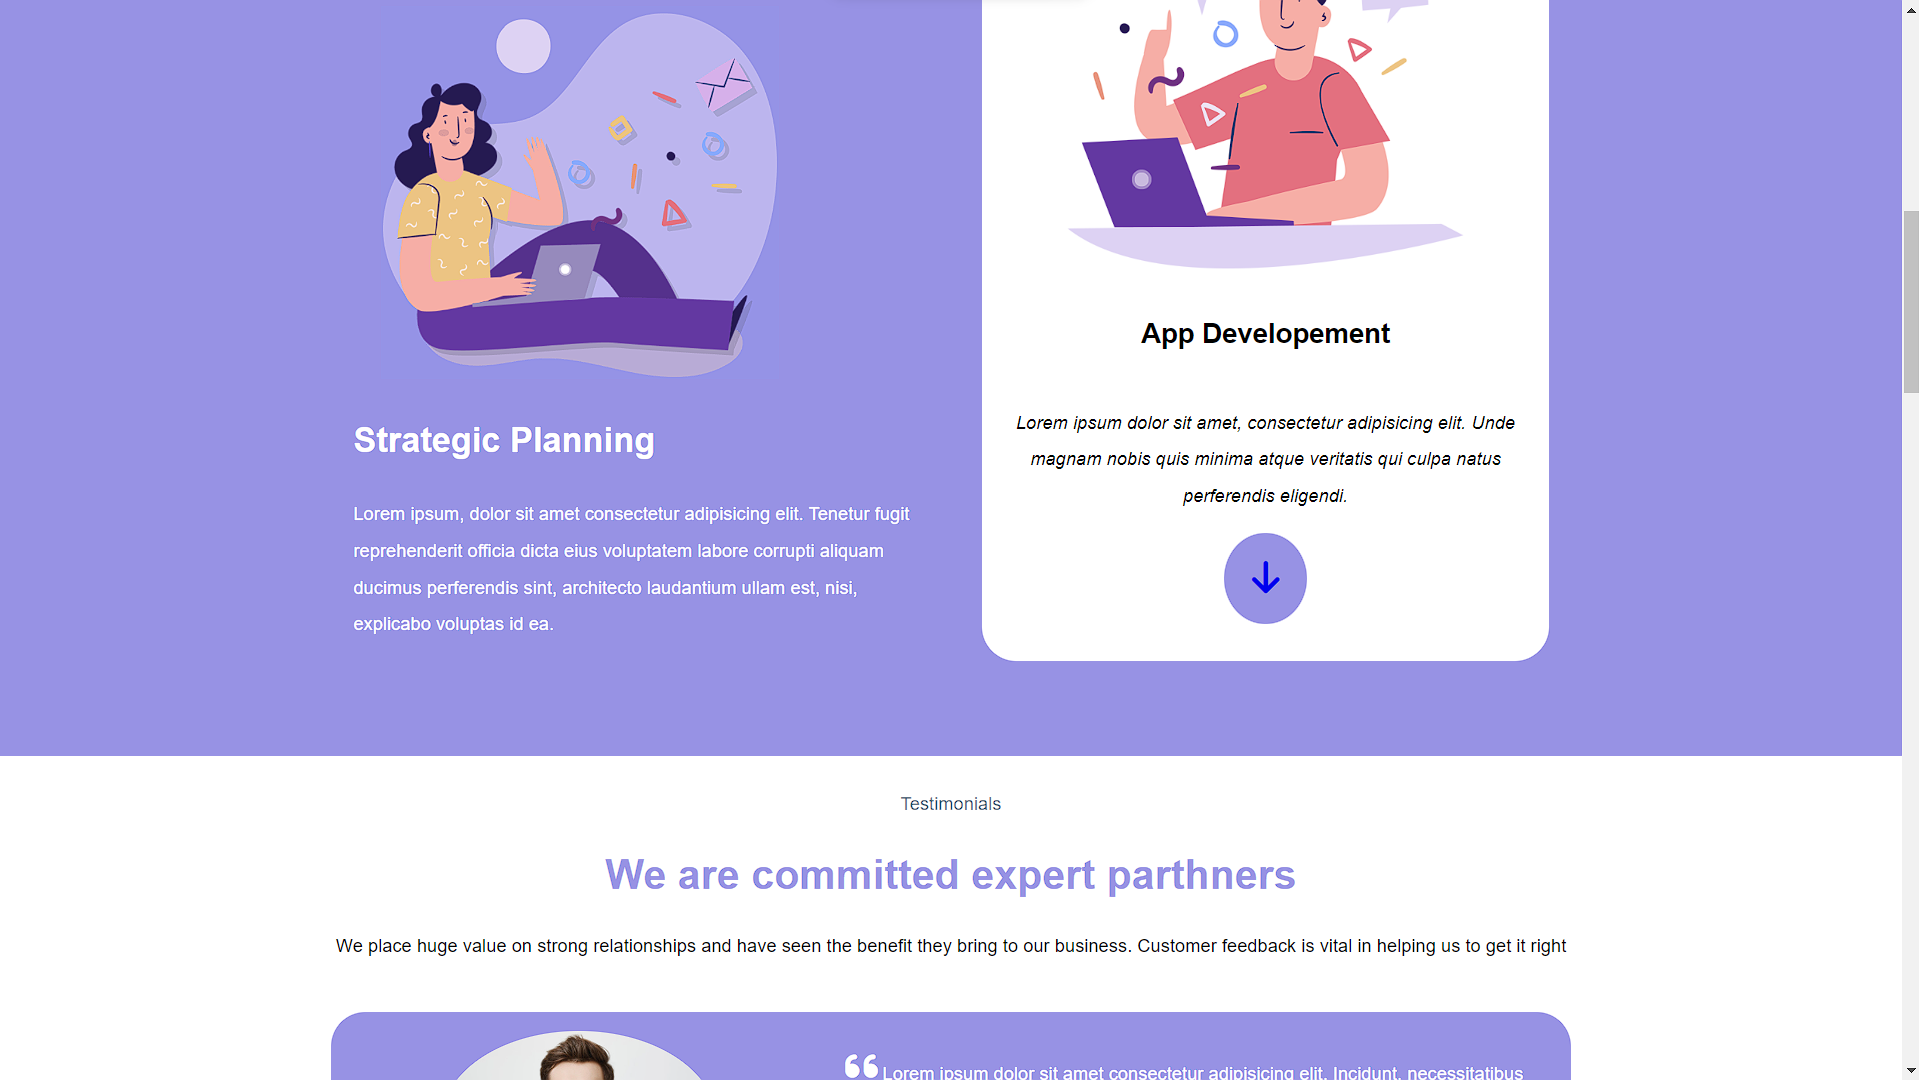 Strategic Planning
Lorem ipsum, dolor sit amet consectetur adipisicing elit. Tenetur fugit
reprehenderit officia dicta eius voluptatem labore corrupti aliquam
ducimus perferendis sint, architecto laudantium ullam est, nisi,
explicabo voluptas id ea.
App Developement
Lorem ipsum dolor sit amet, consectetur adipisicing elit. Unde
magnam nobis quis minima atque veritatis qui culpa natus
perferendis eligendi.
Testimonials
We are committed expert parthners
We place huge value on strong relationships and have seen the benefit they bring to our business. Customer feedback is vital in helping us to get it right
❝ Lorem ipsum dolor sit amet consectetur adipisicing elit. Incidunt, necessitatibus